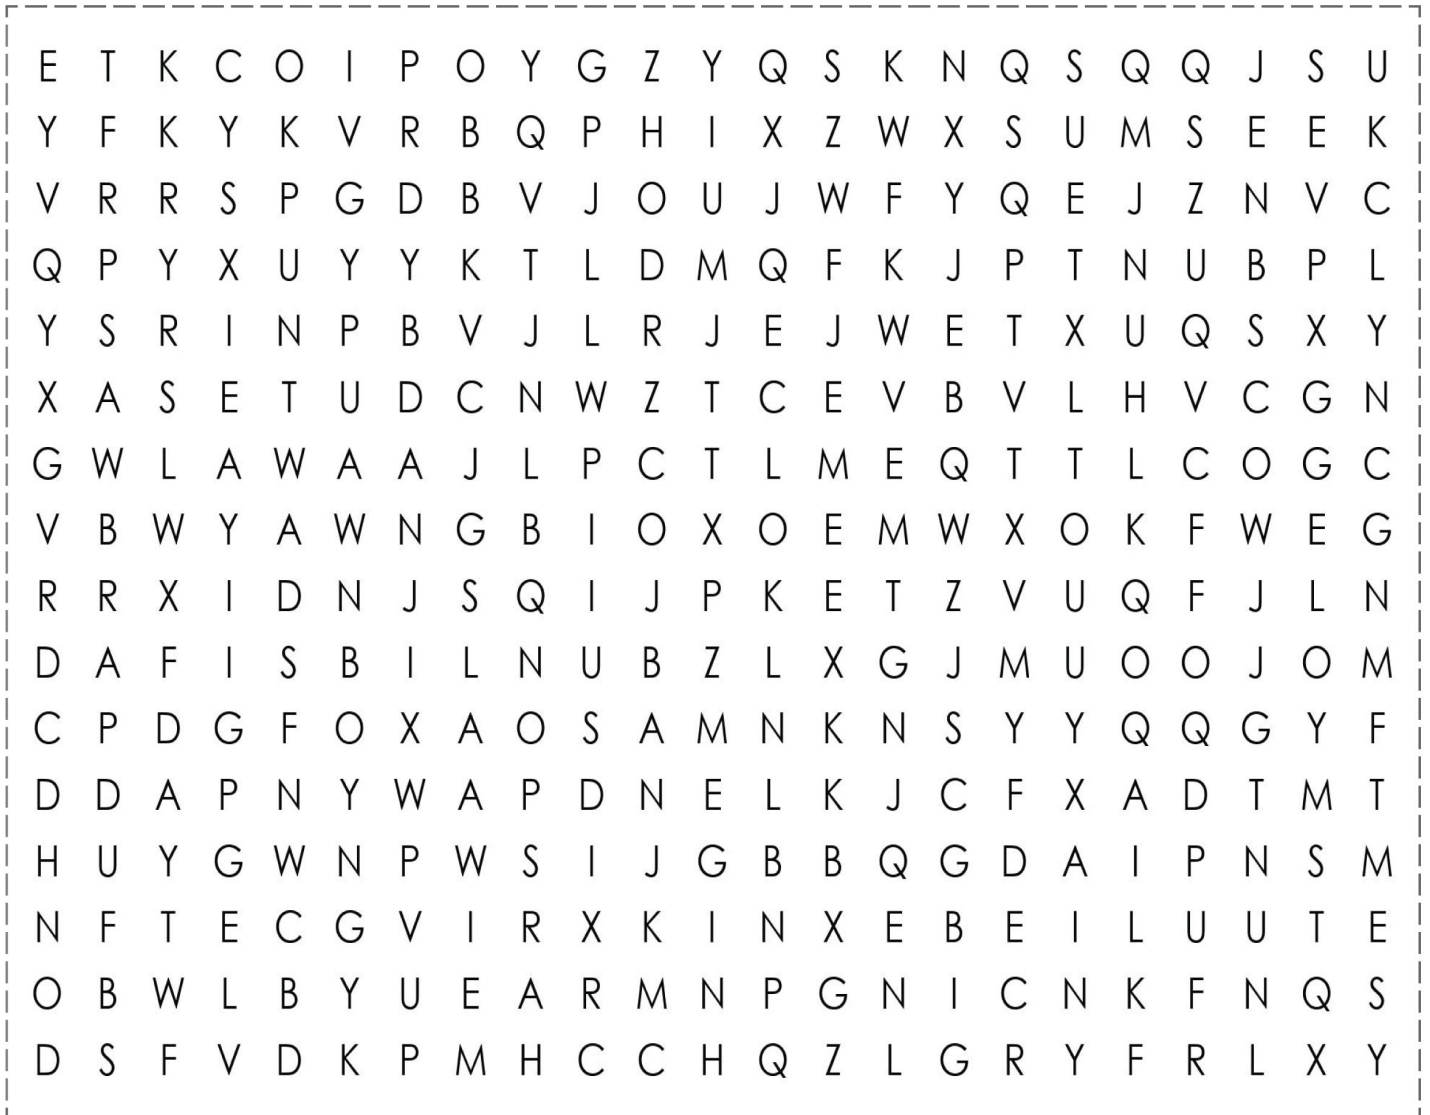 E T K C O I P O Y G Z Y Q S K N Q S Q Q J S U
Y F K Y K V R B Q P H I X Z W X S U M S E E K
V R R S P G D B V J O U J W F Y Q E J Z N V C
Q P Y X U Y Y K T L D M Q F K J P T N U B P L
Y S R I N P B V J L R J E J W E T X U Q S X Y
X A S E T U D C N W Z T C E V B V L H V C G N
G W L A W A A J L P C T L M E Q T T L C O G C
V B W Y A W N G B I O X O E M W X O K F W E G
R R X I D N J S Q I J P K E T Z V U Q F J L N
D A F I S B I L N U B Z L X G J M U O O J O M
C P D G F O X A O S A M N K N S Y Y Q Q G Y F
D D A P N Y W A P D N E L K J C F X A D T M T
H U Y G W N P W S I J G B B Q G D A I P N S M
N F T E C G V I R X K I N X E B E I L U U T E
O B W L B Y U E A R M N P G N I C N K F N Q S
D S F V D K P M H C C H Q Z L G R Y F R L X Y